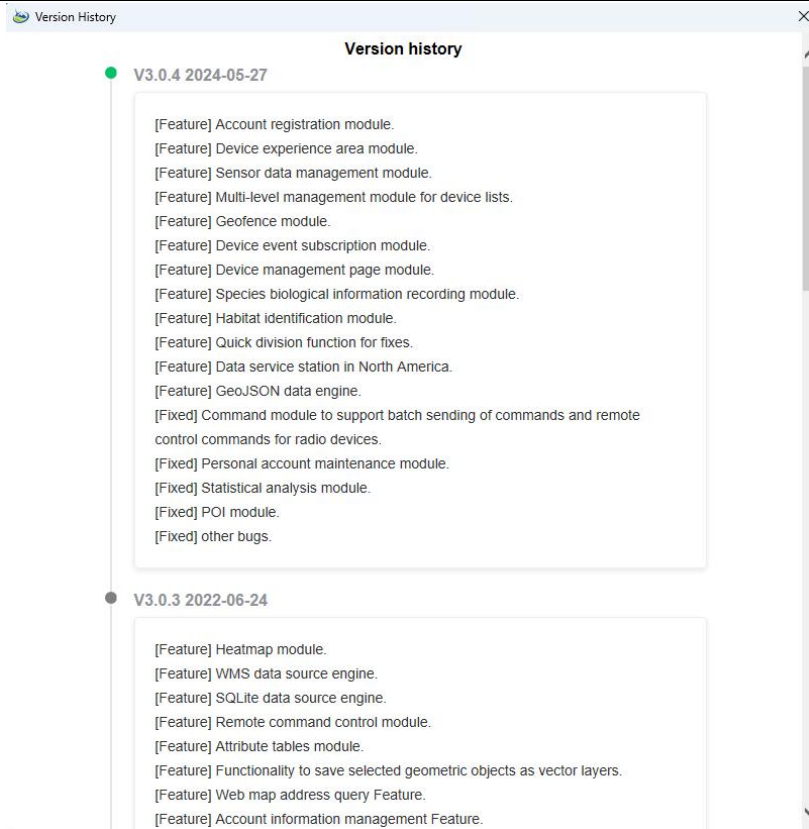 Version History
Version history
V3.0.4 2024-05-27
[Feature] Account registration module.
[Feature] Device experience area module.
[Feature] Sensor data management module.
[Feature] Multi-level management module for device lists.
[Feature] Geofence module.
[Feature] Device event subscription module.
[Feature] Device management page module.
[Feature] Species biological information recording module.
[Feature] Habitat identification module.
[Feature] Quick division function for fixes.
[Feature] Data service station in North America.
[Feature] GeoJSON data engine.
[Fixed] Command module to support batch sending of commands and remote
control commands for radio devices.
[Fixed] Personal account maintenance module.
[Fixed] Statistical analysis module.
[Fixed] POI module.
[Fixed] other bugs.
V3.0.3 2022-06-24
[Feature] Heatmap module.
[Feature] WMS data source engine.
[Feature] SQLite data source engine.
[Feature] Remote command control module.
[Feature] Attribute tables module.
[Feature] Functionality to save selected geometric objects as vector layers.
[Feature] Web map address query Feature.
[Feature] Account information management Feature.